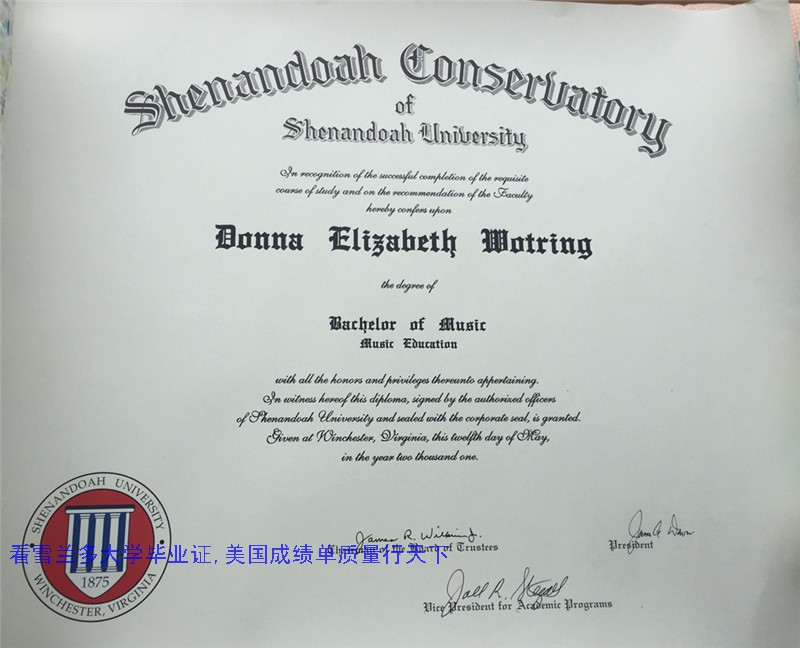 Shenandoah Conservatory
of
Shenandoah University
In recognition of the successful completion of the requisite
course of study and on the recommendation of the Faculty
hereby confers upon
Donna Elizabeth Wotring
the degree of
Bachelor of Music
Music Education
with all the honors and privileges thereunto appertaining.
In witness hereof this diploma, signed by the authorized officers
of Shenandoah University and sealed with the corporate seal, is granted.
Given at Winchester, Virginia, this twelfth day of May,
in the year two thousand one.
SHENANDOAH UNIVERSITY
1875
WINCHESTER, VIRGINIA
看雪兰多大学毕业证,美国成绩单质量行天下
James R.
of the Board of Trustees
President
Vice President for Academic Programs